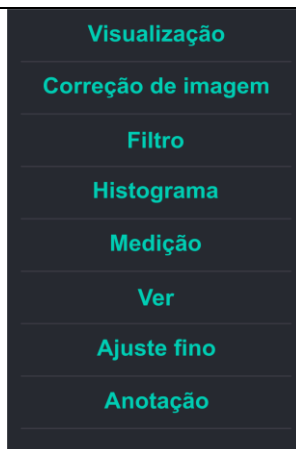 Visualização
Correção de imagem
Filtro
Histograma
Medição
Ver
Ajuste fino
Anotação